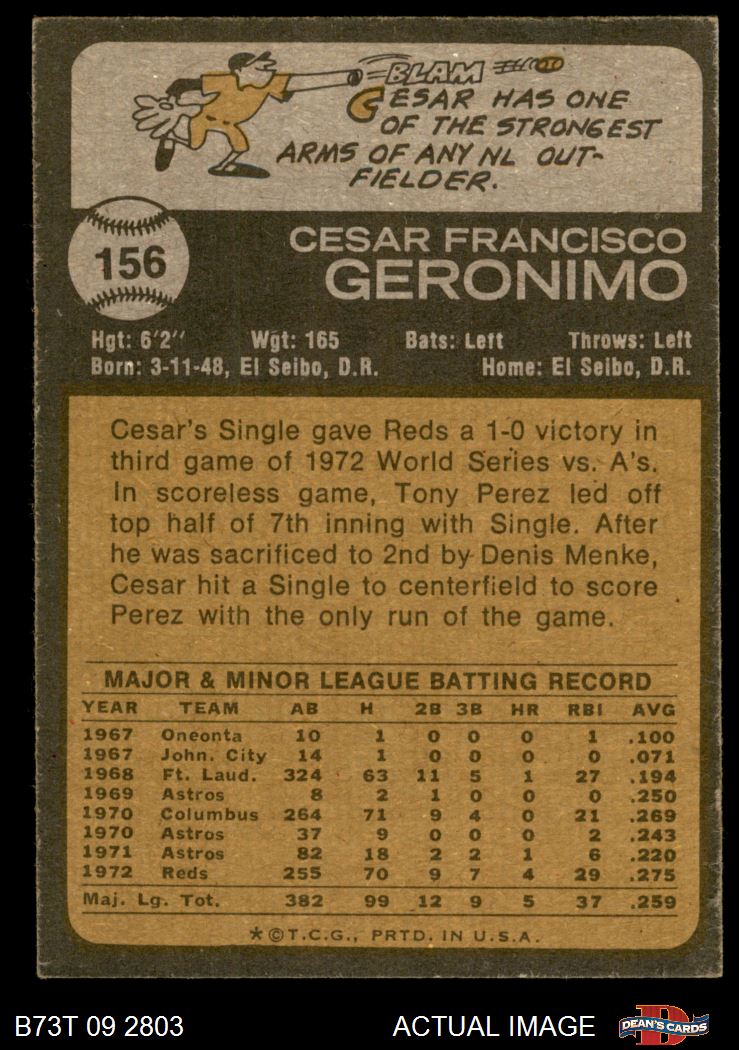 BLAM
CESAR HAS ONE
OF THE STRONGEST
ARMS OF ANY NL OUT-
FIELDER.
156
CESAR FRANCISCO
GERONIMO
Hgt: 6'2" Wgt: 165 Bats: Left Throws: Left
Born: 3-11-48, El Seibo, D.R. Home: El Seibo, D.R.
Cesar's Single gave Reds a 1-0 victory in
third game of 1972 World Series vs. A's.
In scoreless game, Tony Perez led off
top half of 7th inning with Single. After
he was sacrificed to 2nd by Denis Menke,
Cesar hit a Single to centerfield to score
Perez with the only run of the game.
MAJOR & MINOR LEAGUE BATTING RECORD
YEAR TEAM AB H 2B 3B HR RBI AVG
1967 Oneonta 10 1 0 0 0 1 .100
1967 John. City 14 1 0 0 0 0 .071
1968 Ft. Laud. 324 63 11 5 1 27 .194
1969 Astros 8 2 1 0 0 0 .250
1970 Columbus 264 71 9 4 0 21 .269
1970 Astros 37 9 0 0 0 2 .243
1971 Astros 82 18 2 2 1 6 .220
1972 Reds 255 70 9 7 4 29 .275
Maj. Lg. Tot. 382 99 12 9 5 37 .259
*©T.C.G., PRTD. IN U.S.A.
B73T 09 2803 ACTUAL IMAGE
D
DEAN'S CARDS